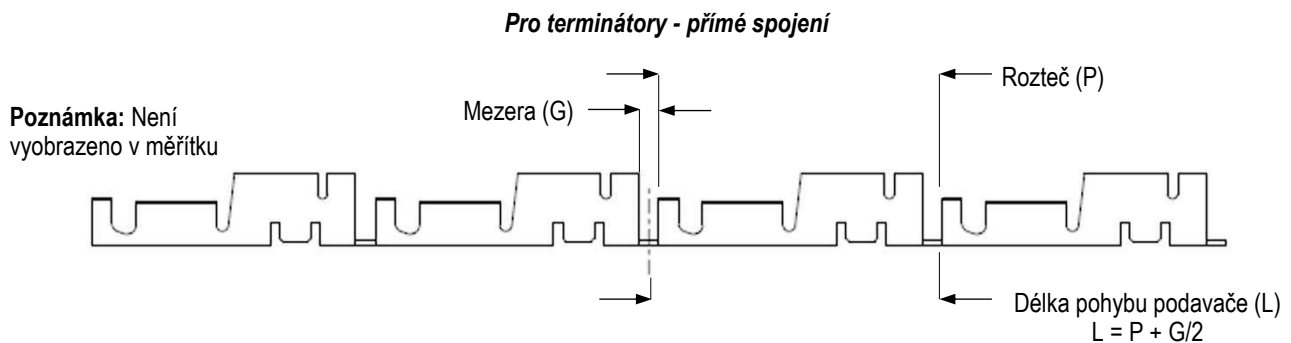 Pro terminátory - přímé spojení
Rozteč (P)
Mezera (G)
Poznámka: Není
vyobrazeno v měřítku
Délka pohybu podavače (L)
L = P + G/2